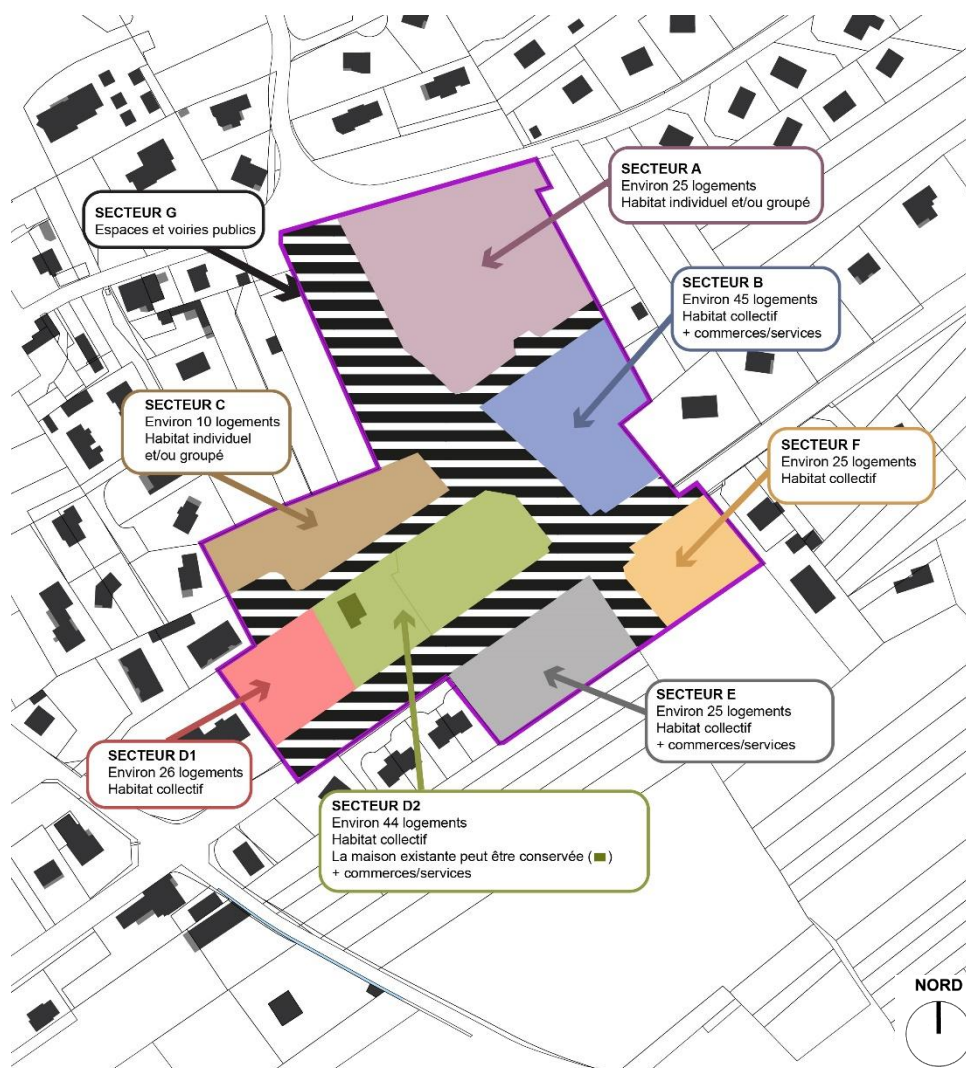 SECTEUR A
Environ 25 logements
Habitat individuel et/ou groupé
SECTEUR G
Espaces et voiries publics
SECTEUR B
Environ 45 logements
Habitat collectif
+ commerces/services
SECTEUR C
Environ 10 logements
Habitat individuel
et/ou groupé
SECTEUR F
Environ 25 logements
Habitat collectif
SECTEUR E
Environ 25 logements
Habitat collectif
+ commerces/services
SECTEUR D1
Environ 26 logements
Habitat collectif
SECTEUR D2
Environ 44 logements
Habitat collectif
La maison existante peut être conservée ( )
+ commerces/services
NORD